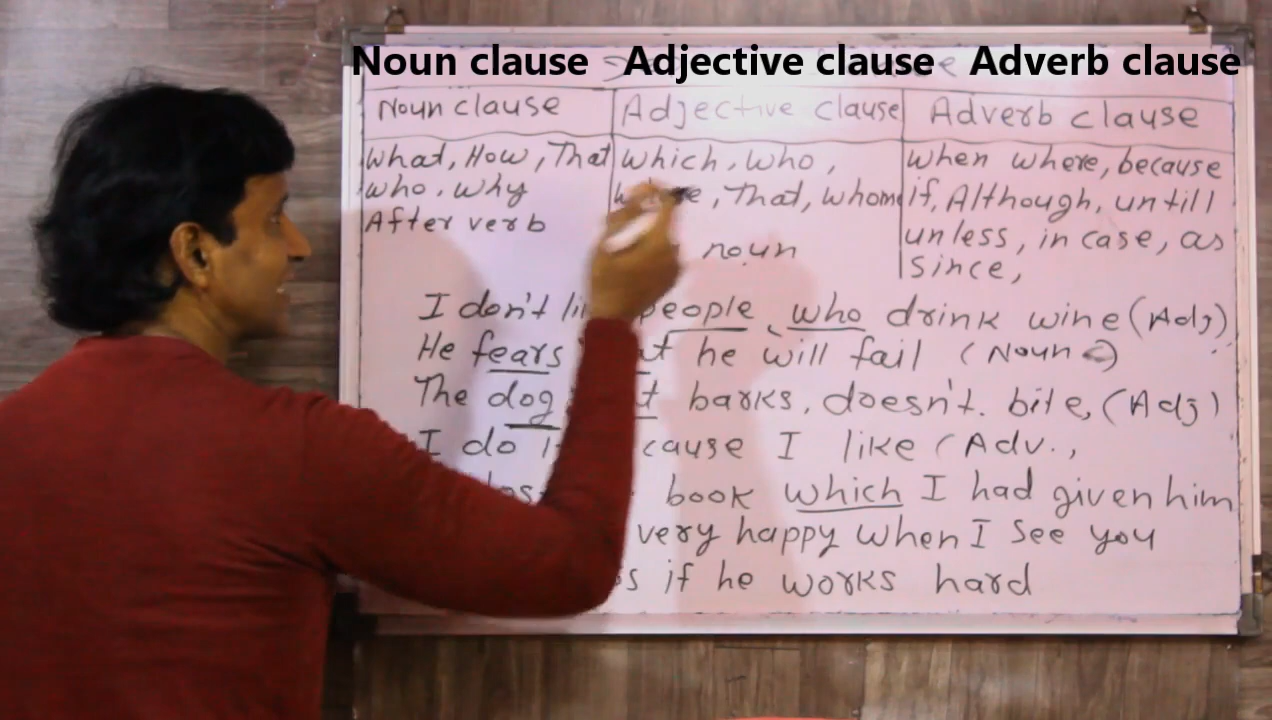 Noun clause Adjective clause Adverb clause
Noun clause Adjective clause Adverb clause
What, How, That which, who, when where, because
who, why That, whom if, Although, untill
After verb noun unless, in case, as
since,
I don't people, who drink wine (Adj)
He fears he will fail (Noun C)
The dog barks, doesn't. bite, (Adj)
I do I like (Adv.,
book which I had given him
very happy when I see you
if he works hard